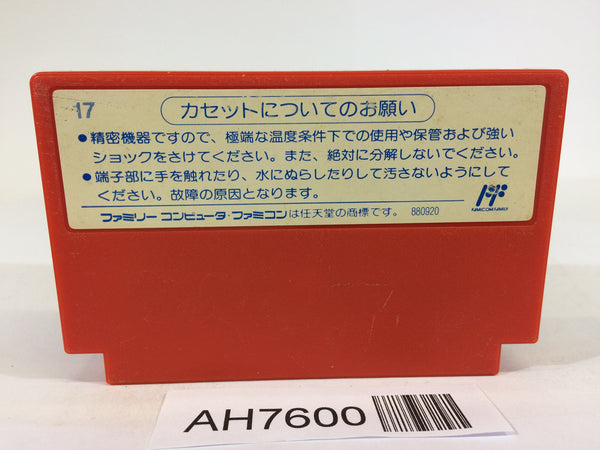 17
カセットについてのお願い
●精密機器ですので、極端な温度条件下での使用や保管および強い
ショックをさけてください。また、絶対に分解しないでください。
●端子部に手を触れたり、水にぬらしたりして汚さないようにして
ください。故障の原因となります。
ファミリーコンピュータ・ファミコンは任天堂の商標です。 880920
FAMICOM FAMILY
AH7600